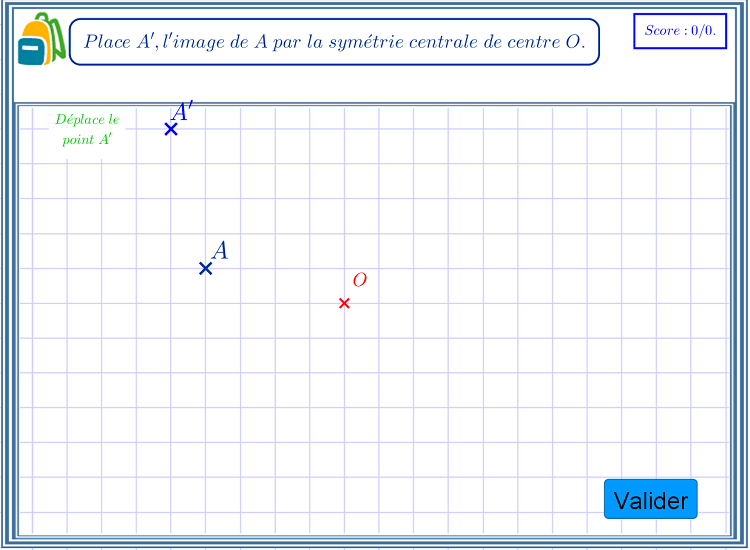 Place A', l'image de A par la symétrie centrale de centre O.
Score : 0/0.
Déplace le
point A'
A'
A
O
Valider